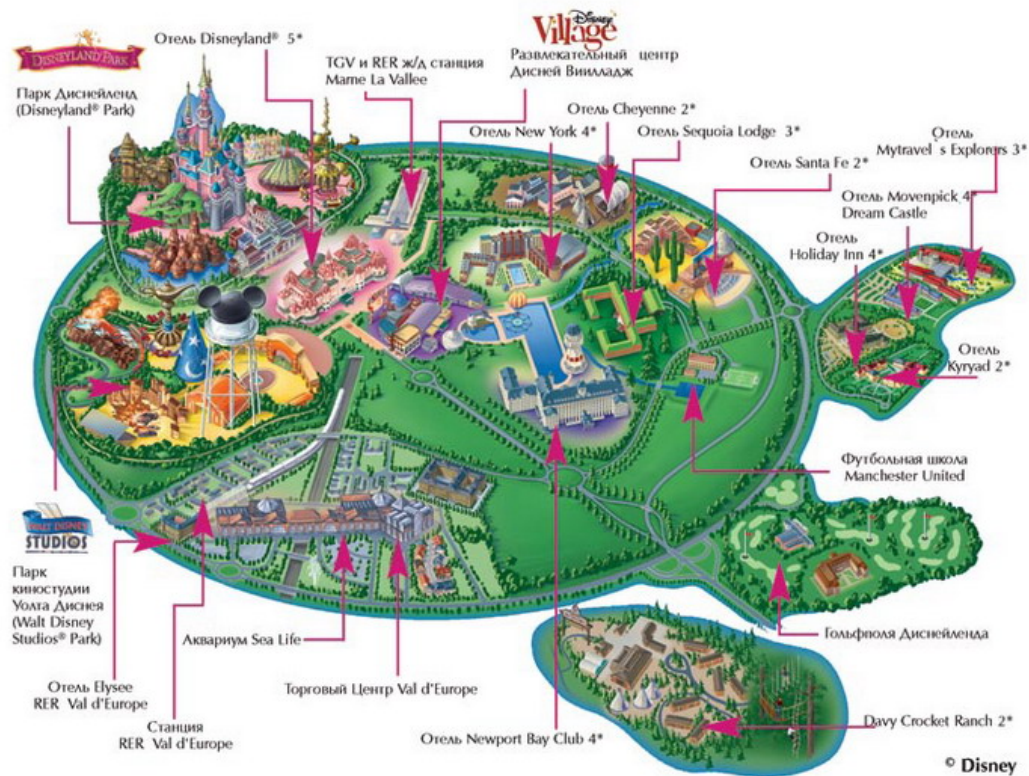 DISNEYLAND PARK
Парк Диснейленд
(Disneyland® Park)
Отель Disneyland® 5*
TGV и RER ж/д станция
Marne La Vallee
Disney
Village
Развлекательный центр
Дисней Виилладж
Отель Cheyenne 2*
Отель New York 4*
Отель Sequoia Lodge 3*
Отель Santa Fe 2*
Отель
Mytravel s Explorers 3*
Отель Movenpick 4*
Dream Castle
Отель
Holiday Inn 4*
Отель
Kyryad 2*
Футбольная школа
Manchester United
WALT DISNEY
STUDIOS
Парк
киностудии
Уолта Диснея
(Walt Disney
Studios® Park)
Аквариум Sea Life
Гольфполя Диснейленда
Отель Elysee
RER Val d'Europe
Торговый Центр Val d'Europe
Станция
RER Val d'Europe
Отель Newport Bay Club 4*
Davy Crocket Ranch 2*
© Disney